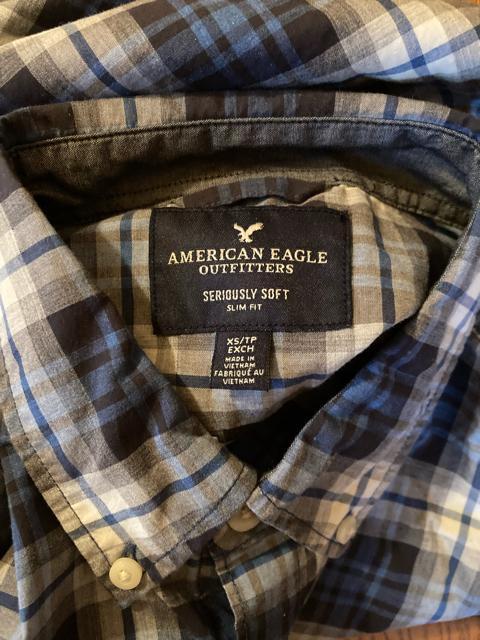 AMERICAN EAGLE
OUTFITTERS
SERIOUSLY SOFT
SLIM FIT
XS/TP
EXCH
MADE IN
VIETNAM
FABRIQUÉ AU
VIETNAM